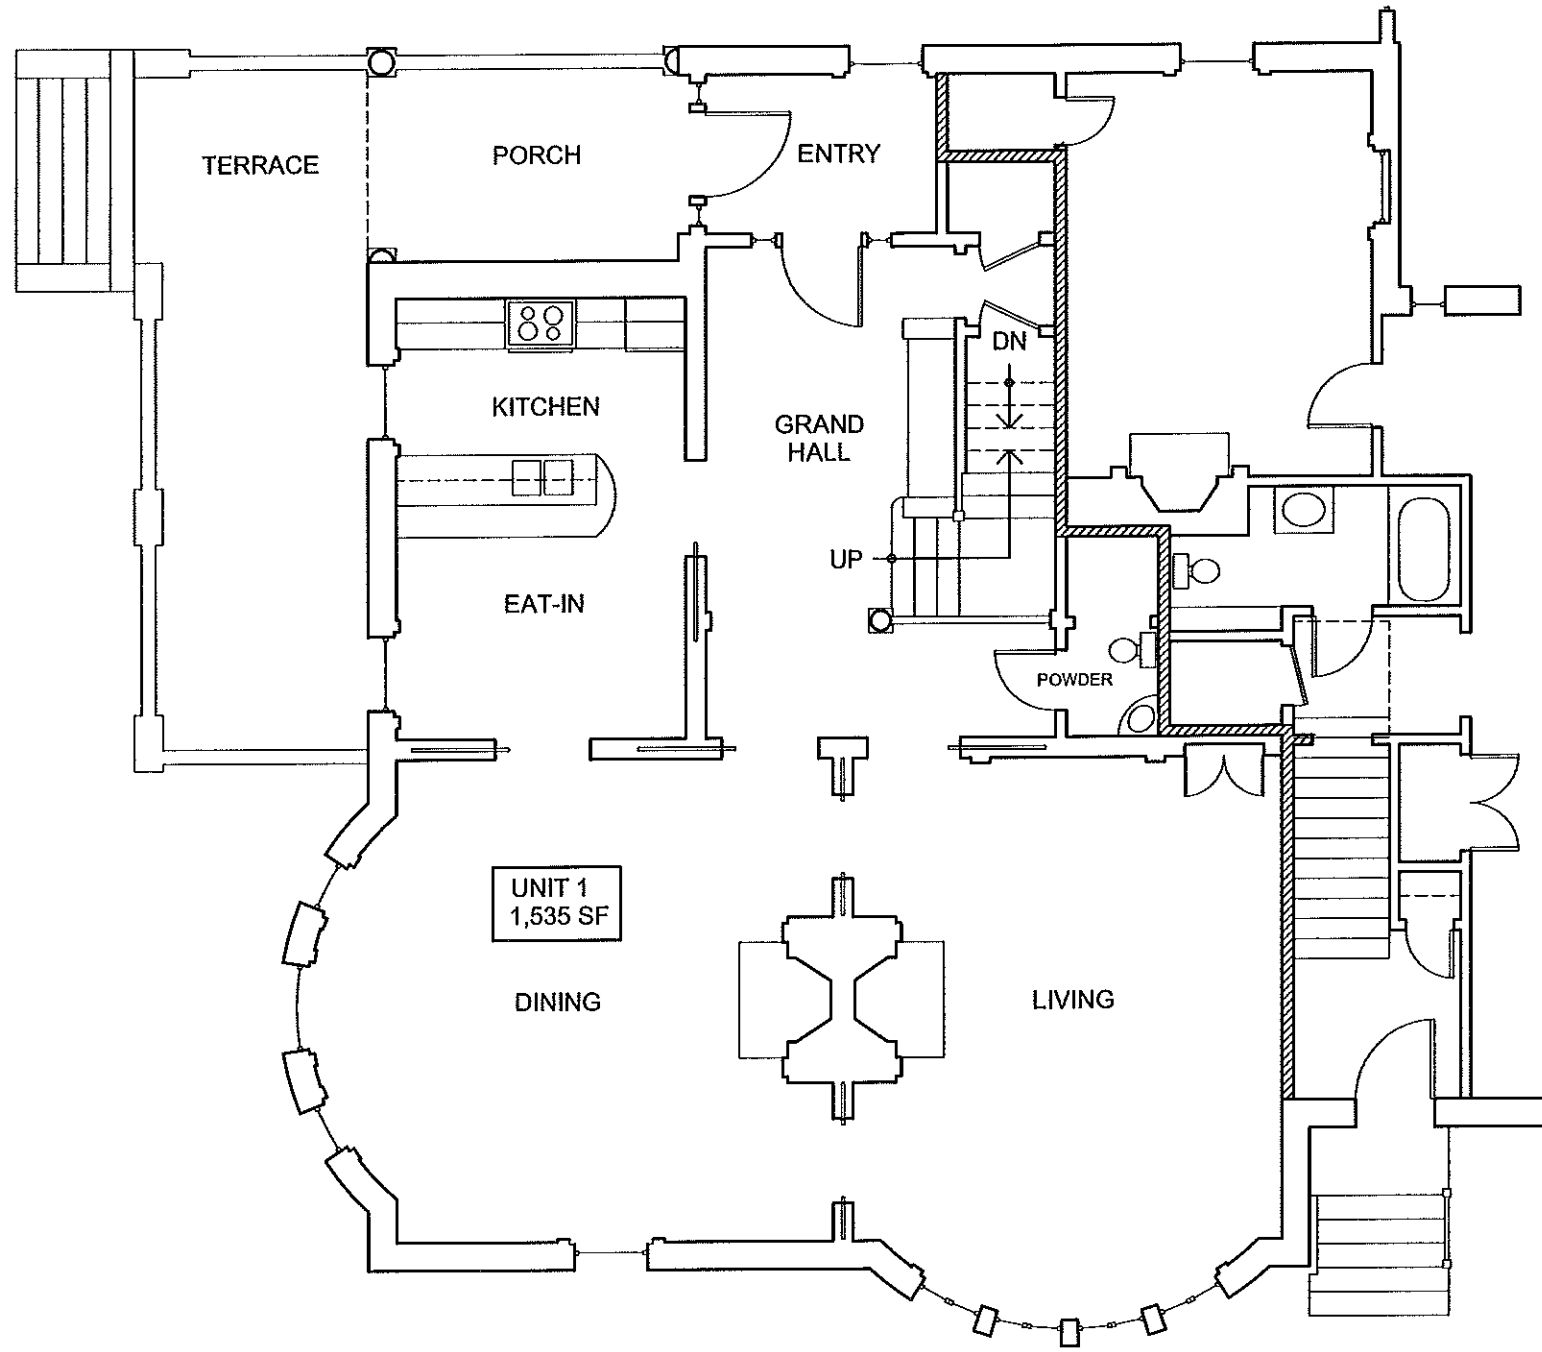 TERRACE
PORCH
ENTRY
DN
KITCHEN
GRAND
HALL
UP
EAT-IN
POWDER
UNIT 1
1,535 SF
DINING
LIVING